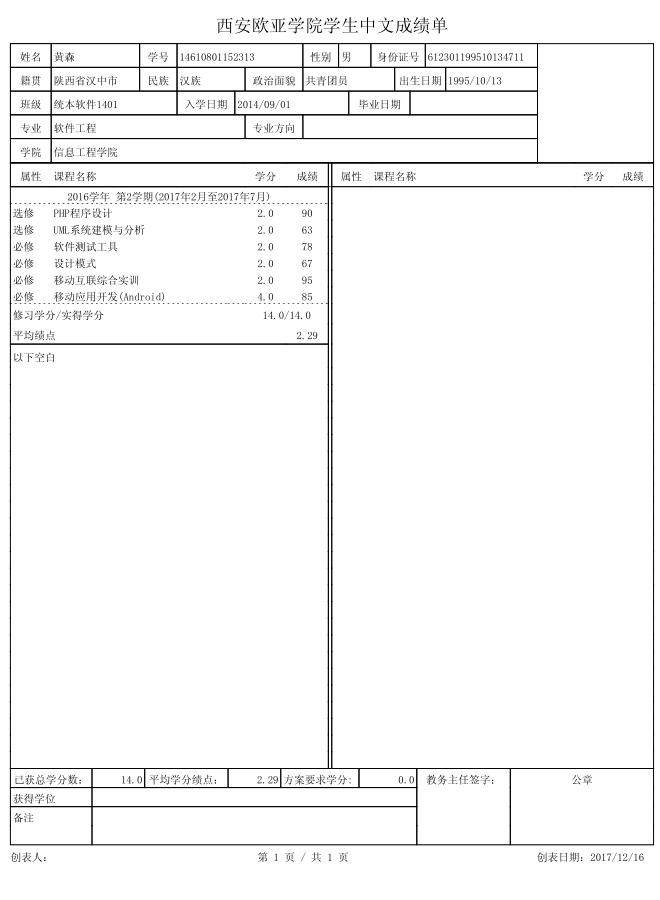 西安欧亚学院学生中文成绩单
姓名 黄森 学号 14610801152313 性别 男 身份证号 612301199510134711
籍贯 陕西省汉中市 民族 汉族 政治面貌 共青团员 出生日期 1995/10/13
班级 统本软件1401 入学日期 2014/09/01 毕业日期
专业 软件工程 专业方向
学院 信息工程学院
属性 课程名称 学分 成绩 属性 课程名称 学分 成绩
2016学年 第2学期(2017年2月至2017年7月)
选修 PHP程序设计 2.0 90
选修 UML系统建模与分析 2.0 63
必修 软件测试工具 2.0 78
必修 设计模式 2.0 67
必修 移动互联综合实训 2.0 95
必修 移动应用开发(Android) 4.0 85
修习学分/实得学分 14.0/14.0
平均绩点 2.29
以下空白
已获总学分数: 14.0 平均学分绩点: 2.29 方案要求学分: 0.0 教务主任签字: 公章
获得学位
备注
创表人: 第 1 页 / 共 1 页 创表日期: 2017/12/16